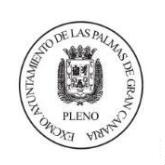 EXCMO. AYUNTAMIENTO DE LAS PALMAS DE GRAN CANARIA
PLENO